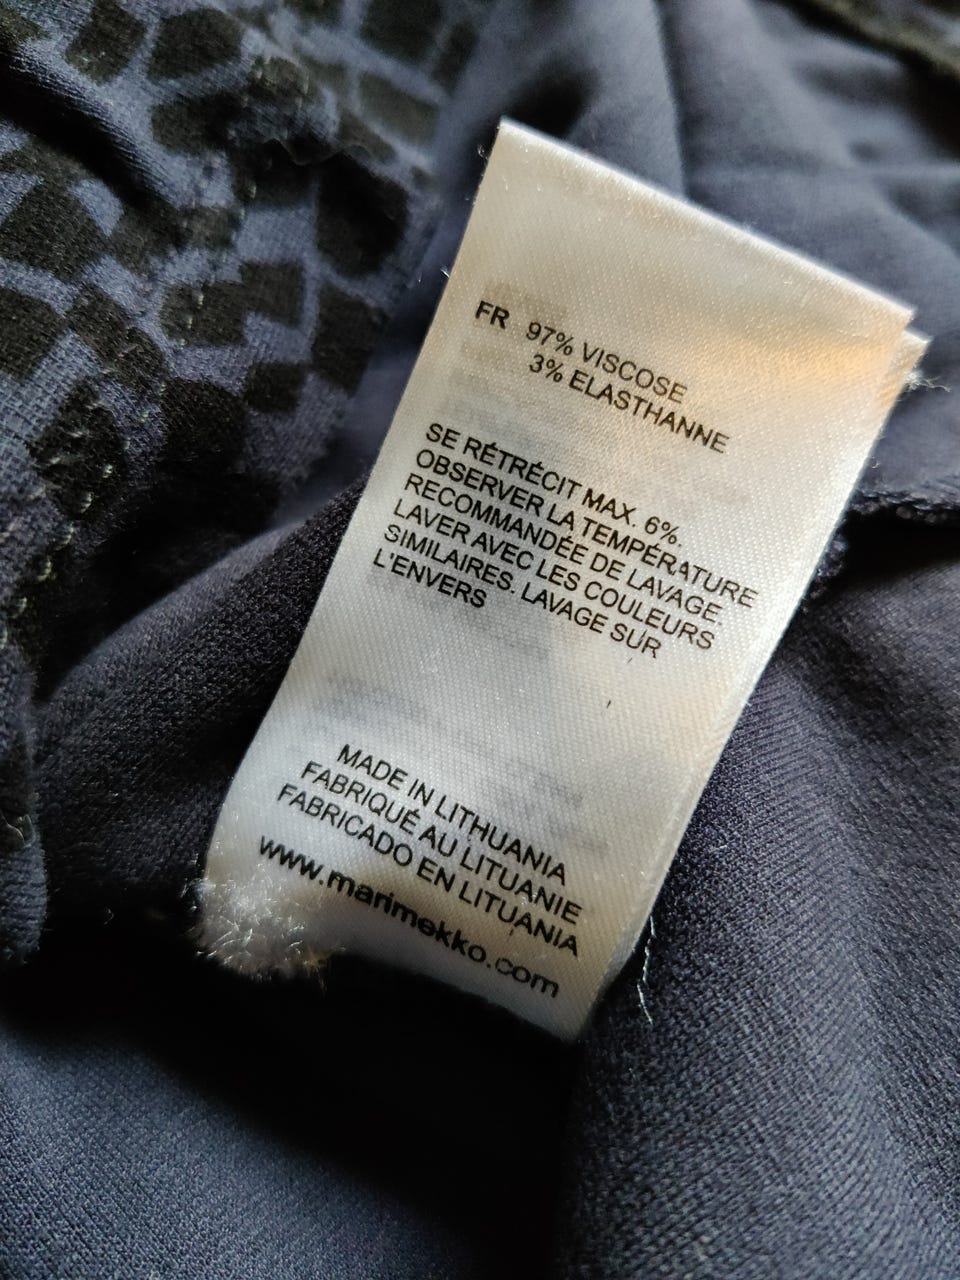 FR 97% VISCOSE
3% ELASTHANNE
SE RÉTRÉCIT MAX. 6%.
OBSERVER LA TEMPÉRATURE
RECOMMANDÉE DE LAVAGE.
LAVER AVEC LES COULEURS
SIMILAIRES. LAVAGE SUR
L'ENVERS
MADE IN LITHUANIA
FABRIQUÉ AU LITUANIE
FABRICADO EN LITUANIA
www.marimekko.com